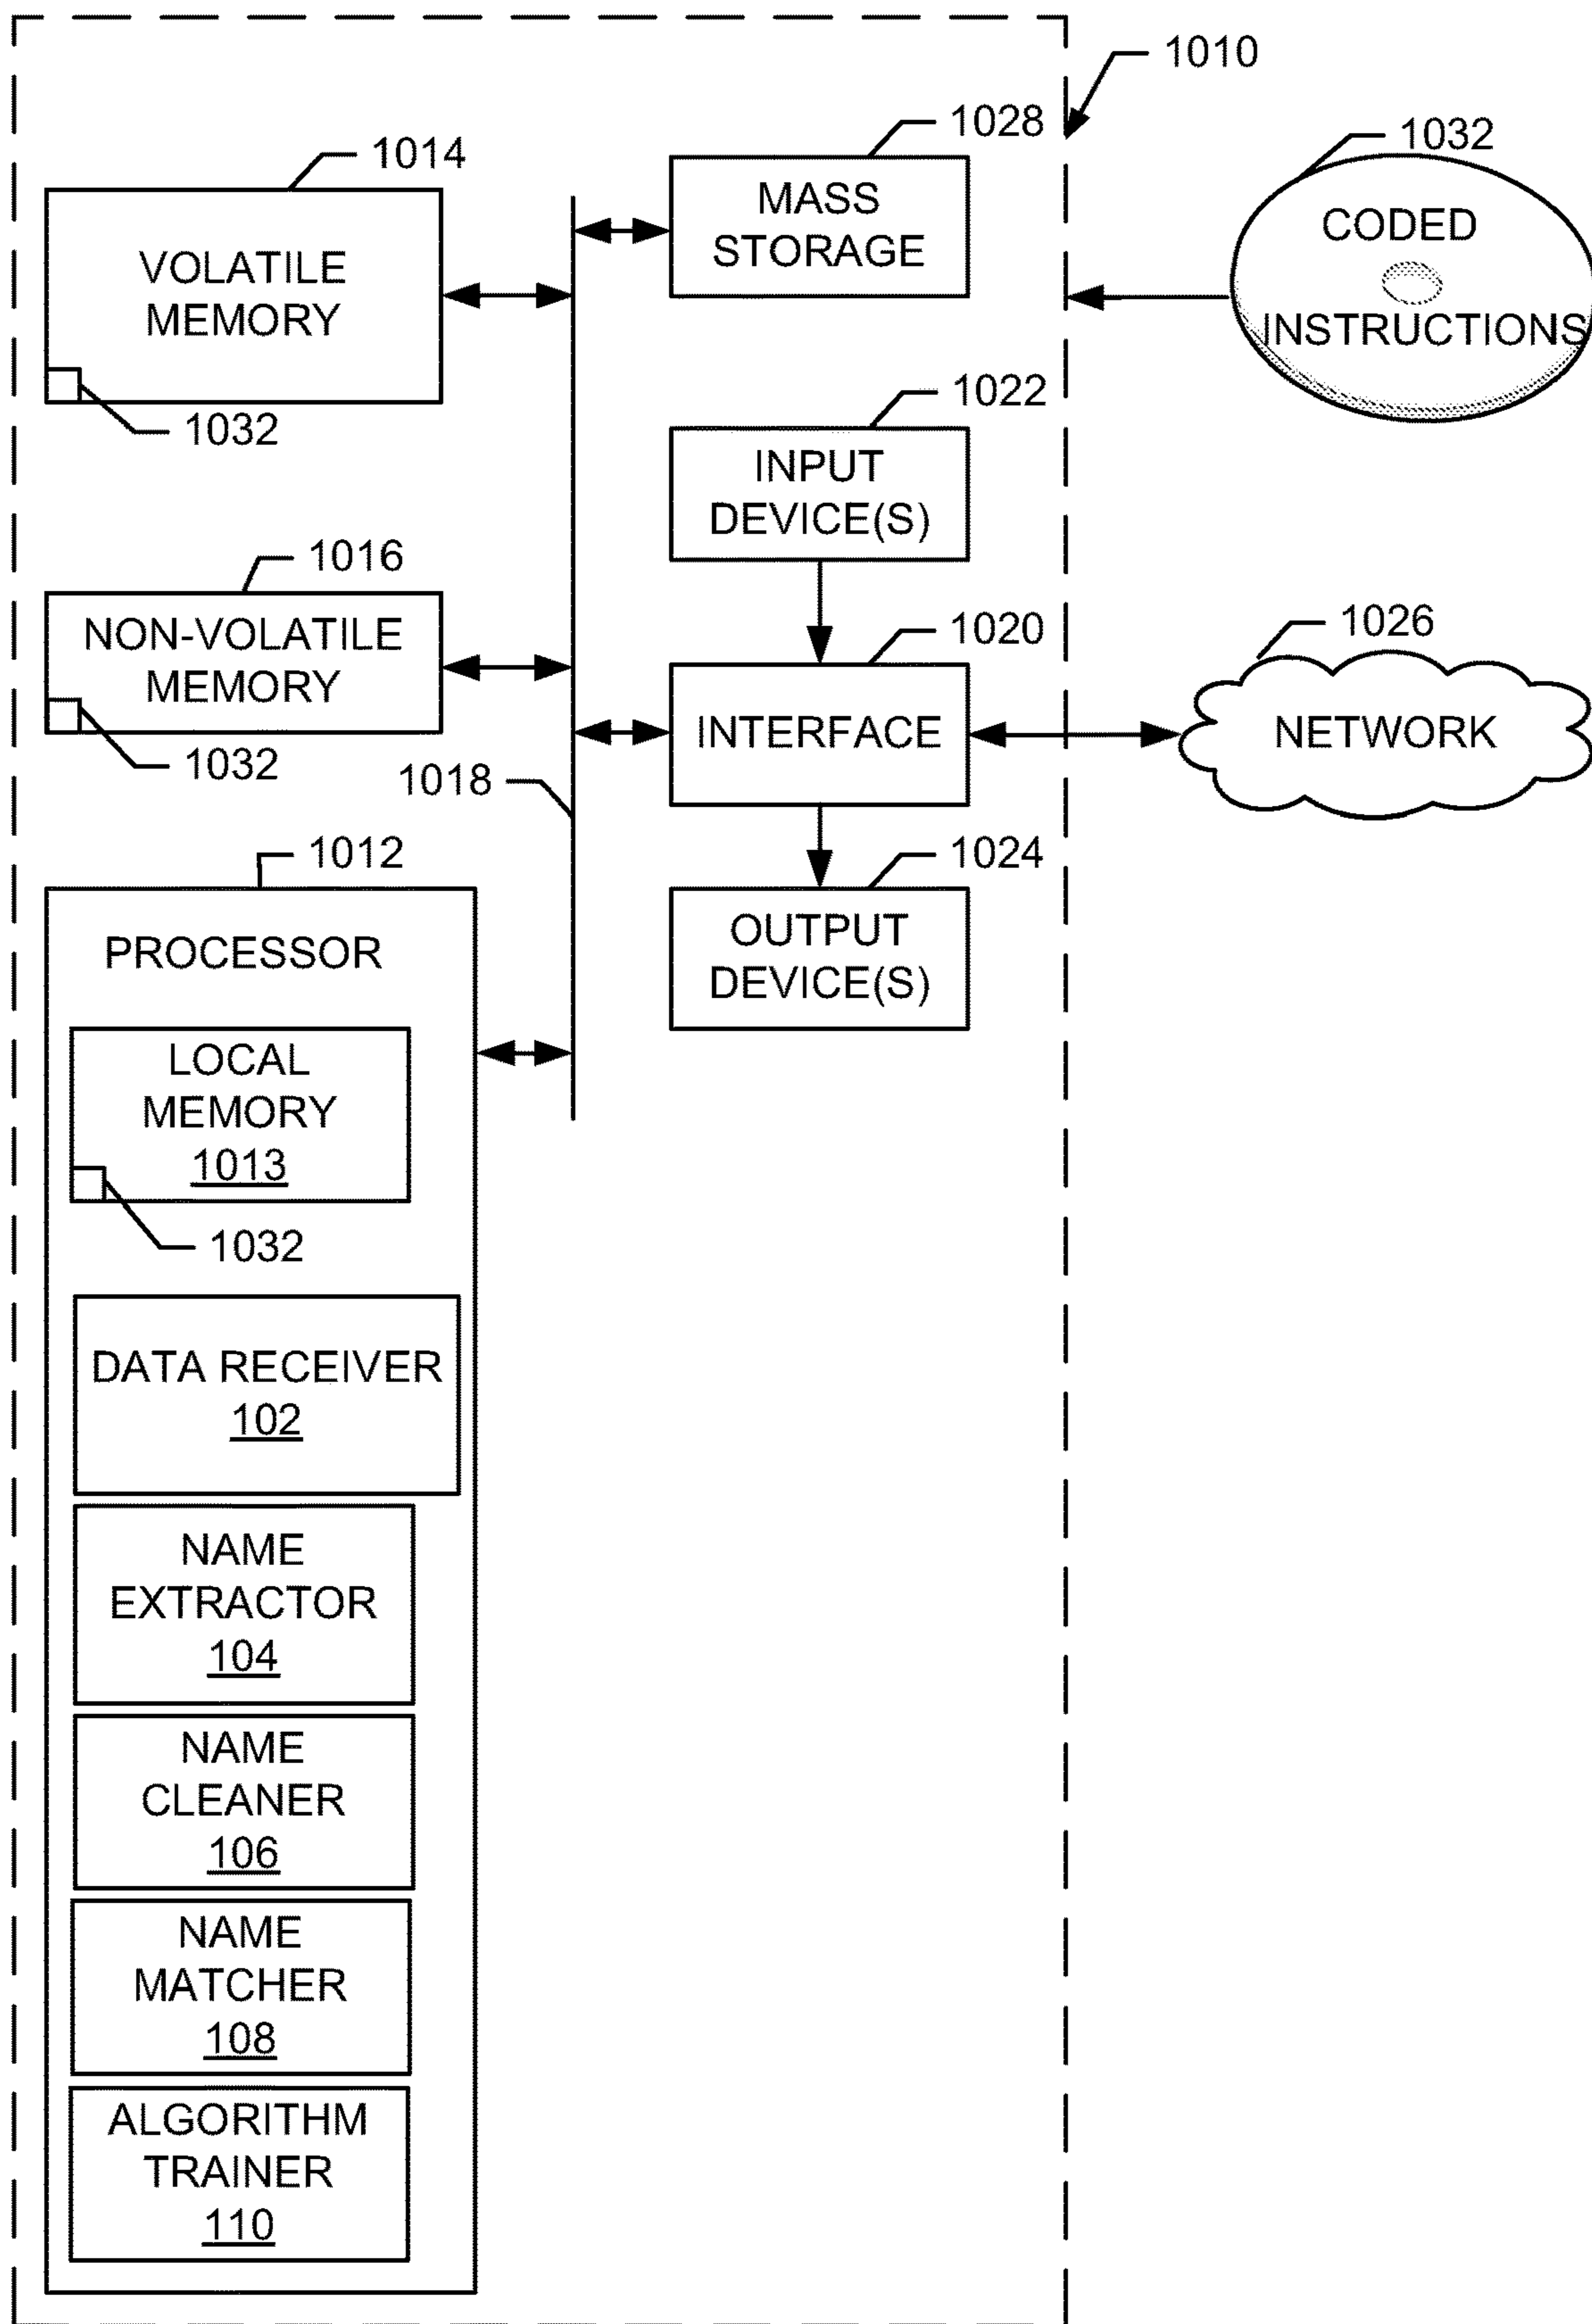 1010
1028
1032
1014
MASS
STORAGE
CODED
INSTRUCTIONS
VOLATILE
MEMORY
1032
1022
INPUT
DEVICE(S)
1016
NON-VOLATILE
MEMORY
1032
1020
INTERFACE
1026
NETWORK
1018
1012
1024
OUTPUT
DEVICE(S)
PROCESSOR
LOCAL
MEMORY
1013
1032
DATA RECEIVER
102
NAME
EXTRACTOR
104
NAME
CLEANER
106
NAME
MATCHER
108
ALGORITHM
TRAINER
110